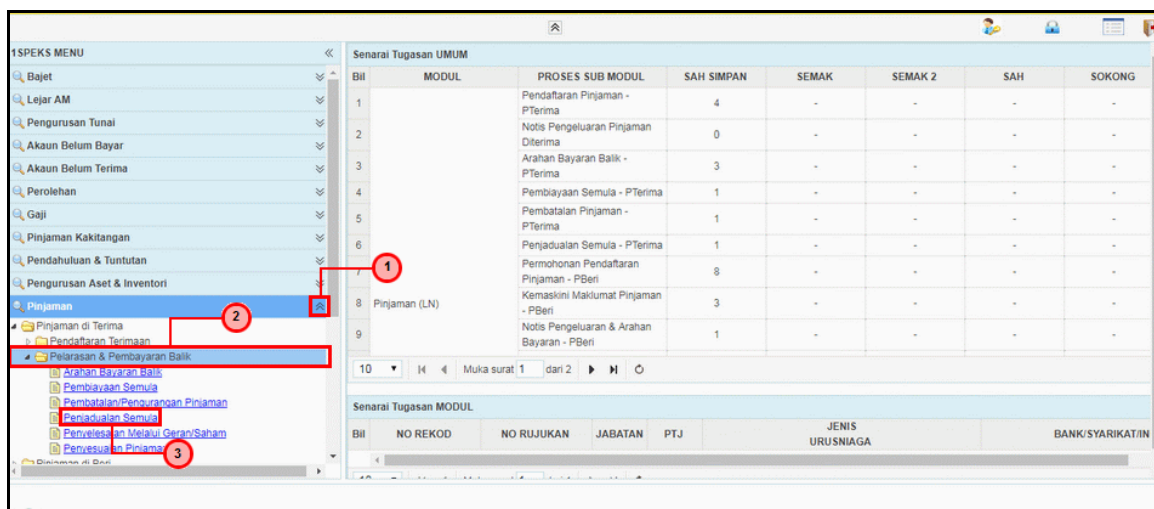 1SPEKS MENU
Bajet
Lejar AM
Pengurusan Tunai
Akaun Belum Bayar
Akaun Belum Terima
Perolehan
Gaji
Pinjaman Kakitangan
Pendahuluan & Tuntutan
Pengurusan Aset & Inventori
Pinjaman
Pinjaman di Terima
Pendaftaran Terimaan
Pelarasan & Pembayaran Balik
Arahan Bayaran Balik
Pembiayaan Semula
Pembatalan/Pengurangan Pinjaman
Penjadualan Semula
Penyelesaian Melalui Geran/Saham
Penyesuaian Pinjaman
Pinjaman di Beri
1
2
3
Senarai Tugasan UMUM
Bil MODUL PROSES SUB MODUL SAH SIMPAN SEMAK SEMAK 2 SAH SOKONG
1 Pendaftaran Pinjaman - 4 - - - -
PTerima
2 Notis Pengeluaran Pinjaman 0 - - - -
Diterima
3 Arahan Bayaran Balik - 3 - - - -
PTerima
4 Pembiayaan Semula - PTerima 1 - - - -
5 Pembatalan Pinjaman - 1 - - - -
PTerima
6 Penjadualan Semula - PTerima 1 - - - -
7 Permohonan Pendaftaran 8 - - - -
Pinjaman - PBeri
8 Pinjaman (LN) Kemaskini Maklumat Pinjaman 3 - - - -
- PBeri
9 Notis Pengeluaran & Arahan 1 - - - -
Bayaran - PBeri
10 Muka surat 1 dari 2
Senarai Tugasan MODUL
Bil NO REKOD NO RUJUKAN JABATAN PTJ JENIS URUSNIAGA BANK/SYARIKAT/IN